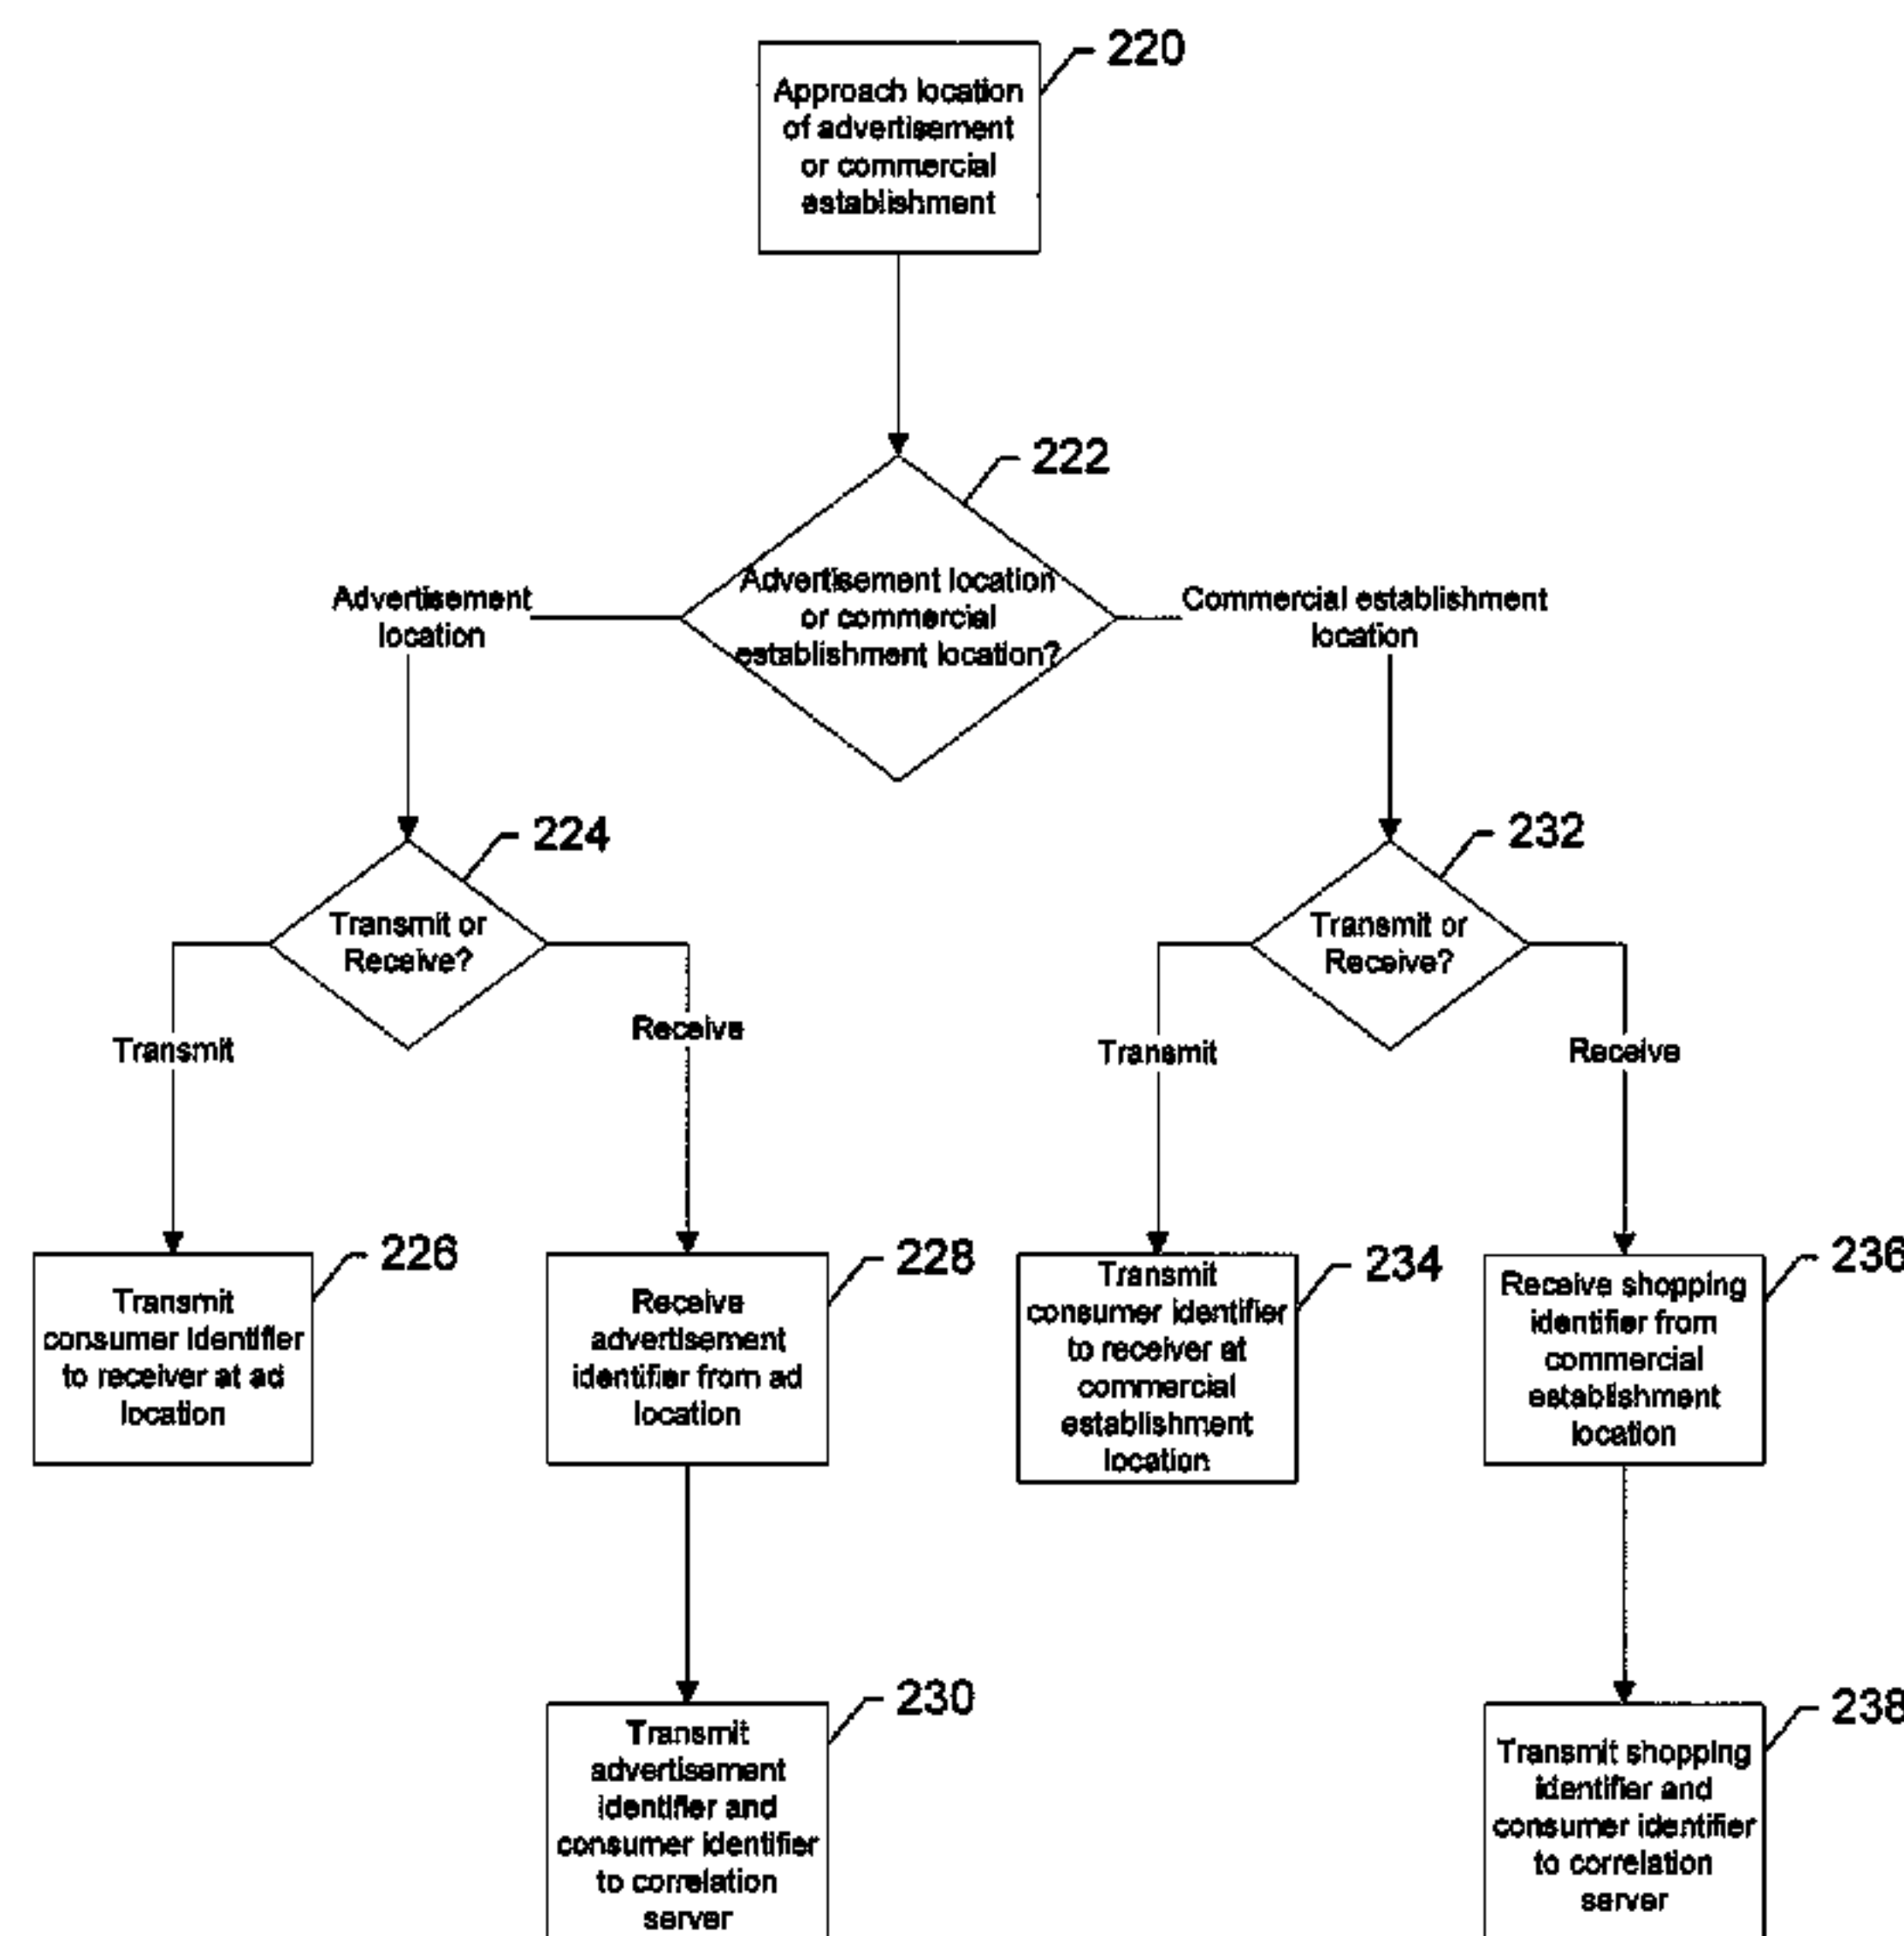 220
Approach location
of advertisement
or commercial
establishment
222
Advertisement location
or commercial
establishment location?
Advertisement
location
Commercial establishment
location
224
Transmit or
Receive?
232
Transmit or
Receive?
Transmit
Receive
Transmit
Receive
226
Transmit
consumer identifier
to receiver at ad
location
228
Receive
advertisement
identifier from ad
location
234
Transmit
consumer identifier
to receiver at
commercial
establishment
location
236
Receive shopping
identifier from
commercial
establishment
location
230
Transmit
advertisement
identifier and
consumer identifier
to correlation
server
238
Transmit shopping
identifier and
consumer identifier
to correlation
server